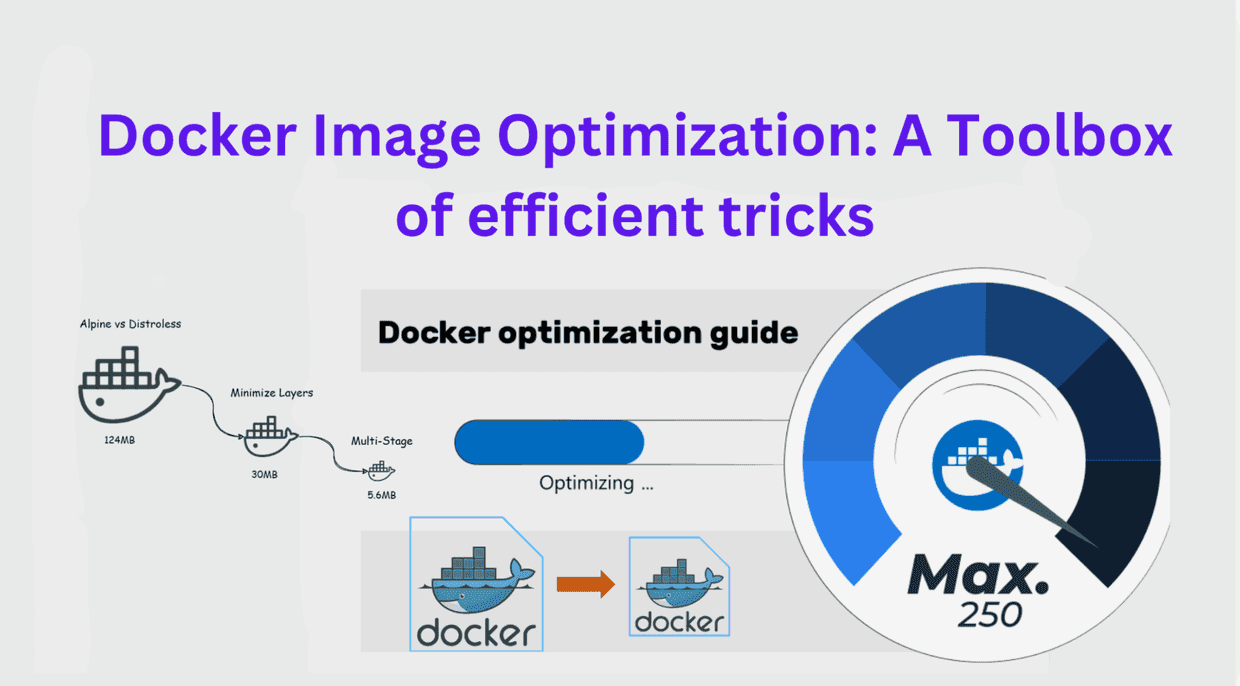 Docker Image Optimization: A Toolbox
of efficient tricks
Alpine vs Distroless
124MB
Minimize Layers
30MB
Multi-Stage
5.6MB
Docker optimization guide
Optimizing ...
docker
docker
Max.
250